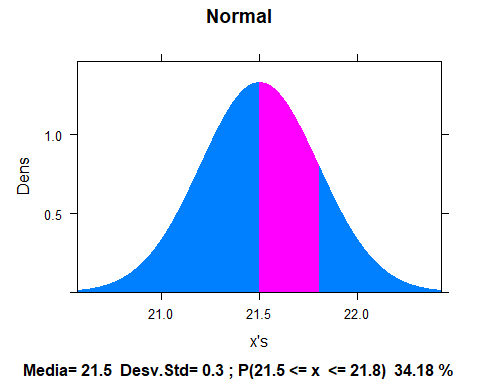 Normal
Dens
1.0
0.5
21.0 21.5 22.0
x's
Media= 21.5 Desv.Std= 0.3 ; P(21.5 <= x <= 21.8) 34.18 %